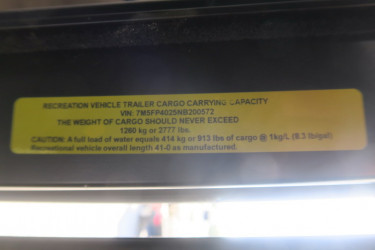 RECREATION VEHICLE TRAILER CARGO CARRYING CAPACITY
VIN: 7M5FP4025NB200572
THE WEIGHT OF CARGO SHOULD NEVER EXCEED
1260 kg or 2777 lbs.
CAUTION: A full load of water equals 414 kg or 913 lbs of cargo @ 1kg/L (8.3 lb/gal)
Recreational vehicle overall length 41-0 as manufactured.